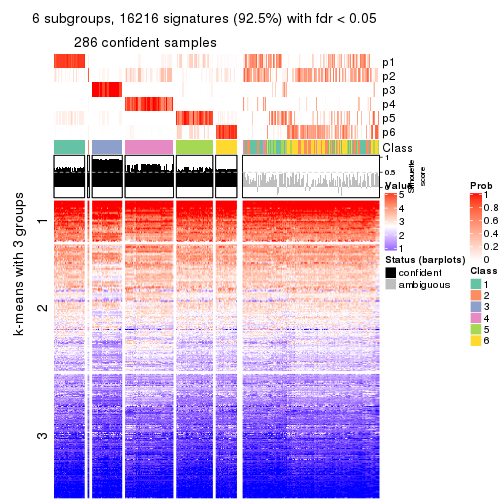 6 subgroups, 16216 signatures (92.5%) with fdr < 0.05
286 confident samples
p1
p2
p3
p4
p5
p6
Class
1
0.5
0
Silhouette
score
k-means with 3 groups
1
2
3
Value
5
4
3
2
1
Status (barplots)
confident
ambiguous
Prob
1
0.8
0.6
0.4
0.2
0
Class
1
2
3
4
5
6